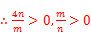 ∴ 4n/m > 0, m/n > 0